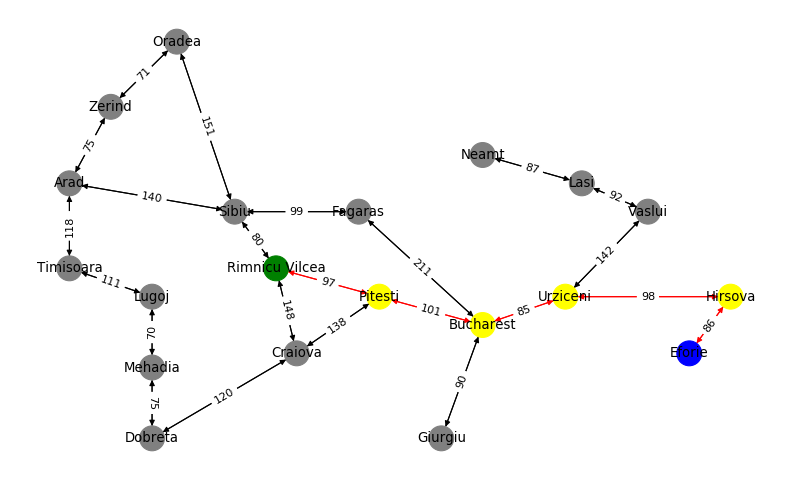 Oradea
71
Zerind
151
75
Neamt
87
Lasi
92
Arad
140
Sibiu
99
Fagaras
Vaslui
118
80
211
142
Timisoara
111
Rimnicu Vilcea
97
Lugoj
148
Pitesti
101
Urziceni
98
Hirsova
85
Bucharest
138
86
70
Craiova
Eforie
Mehadia
90
120
75
Dobreta
Giurgiu